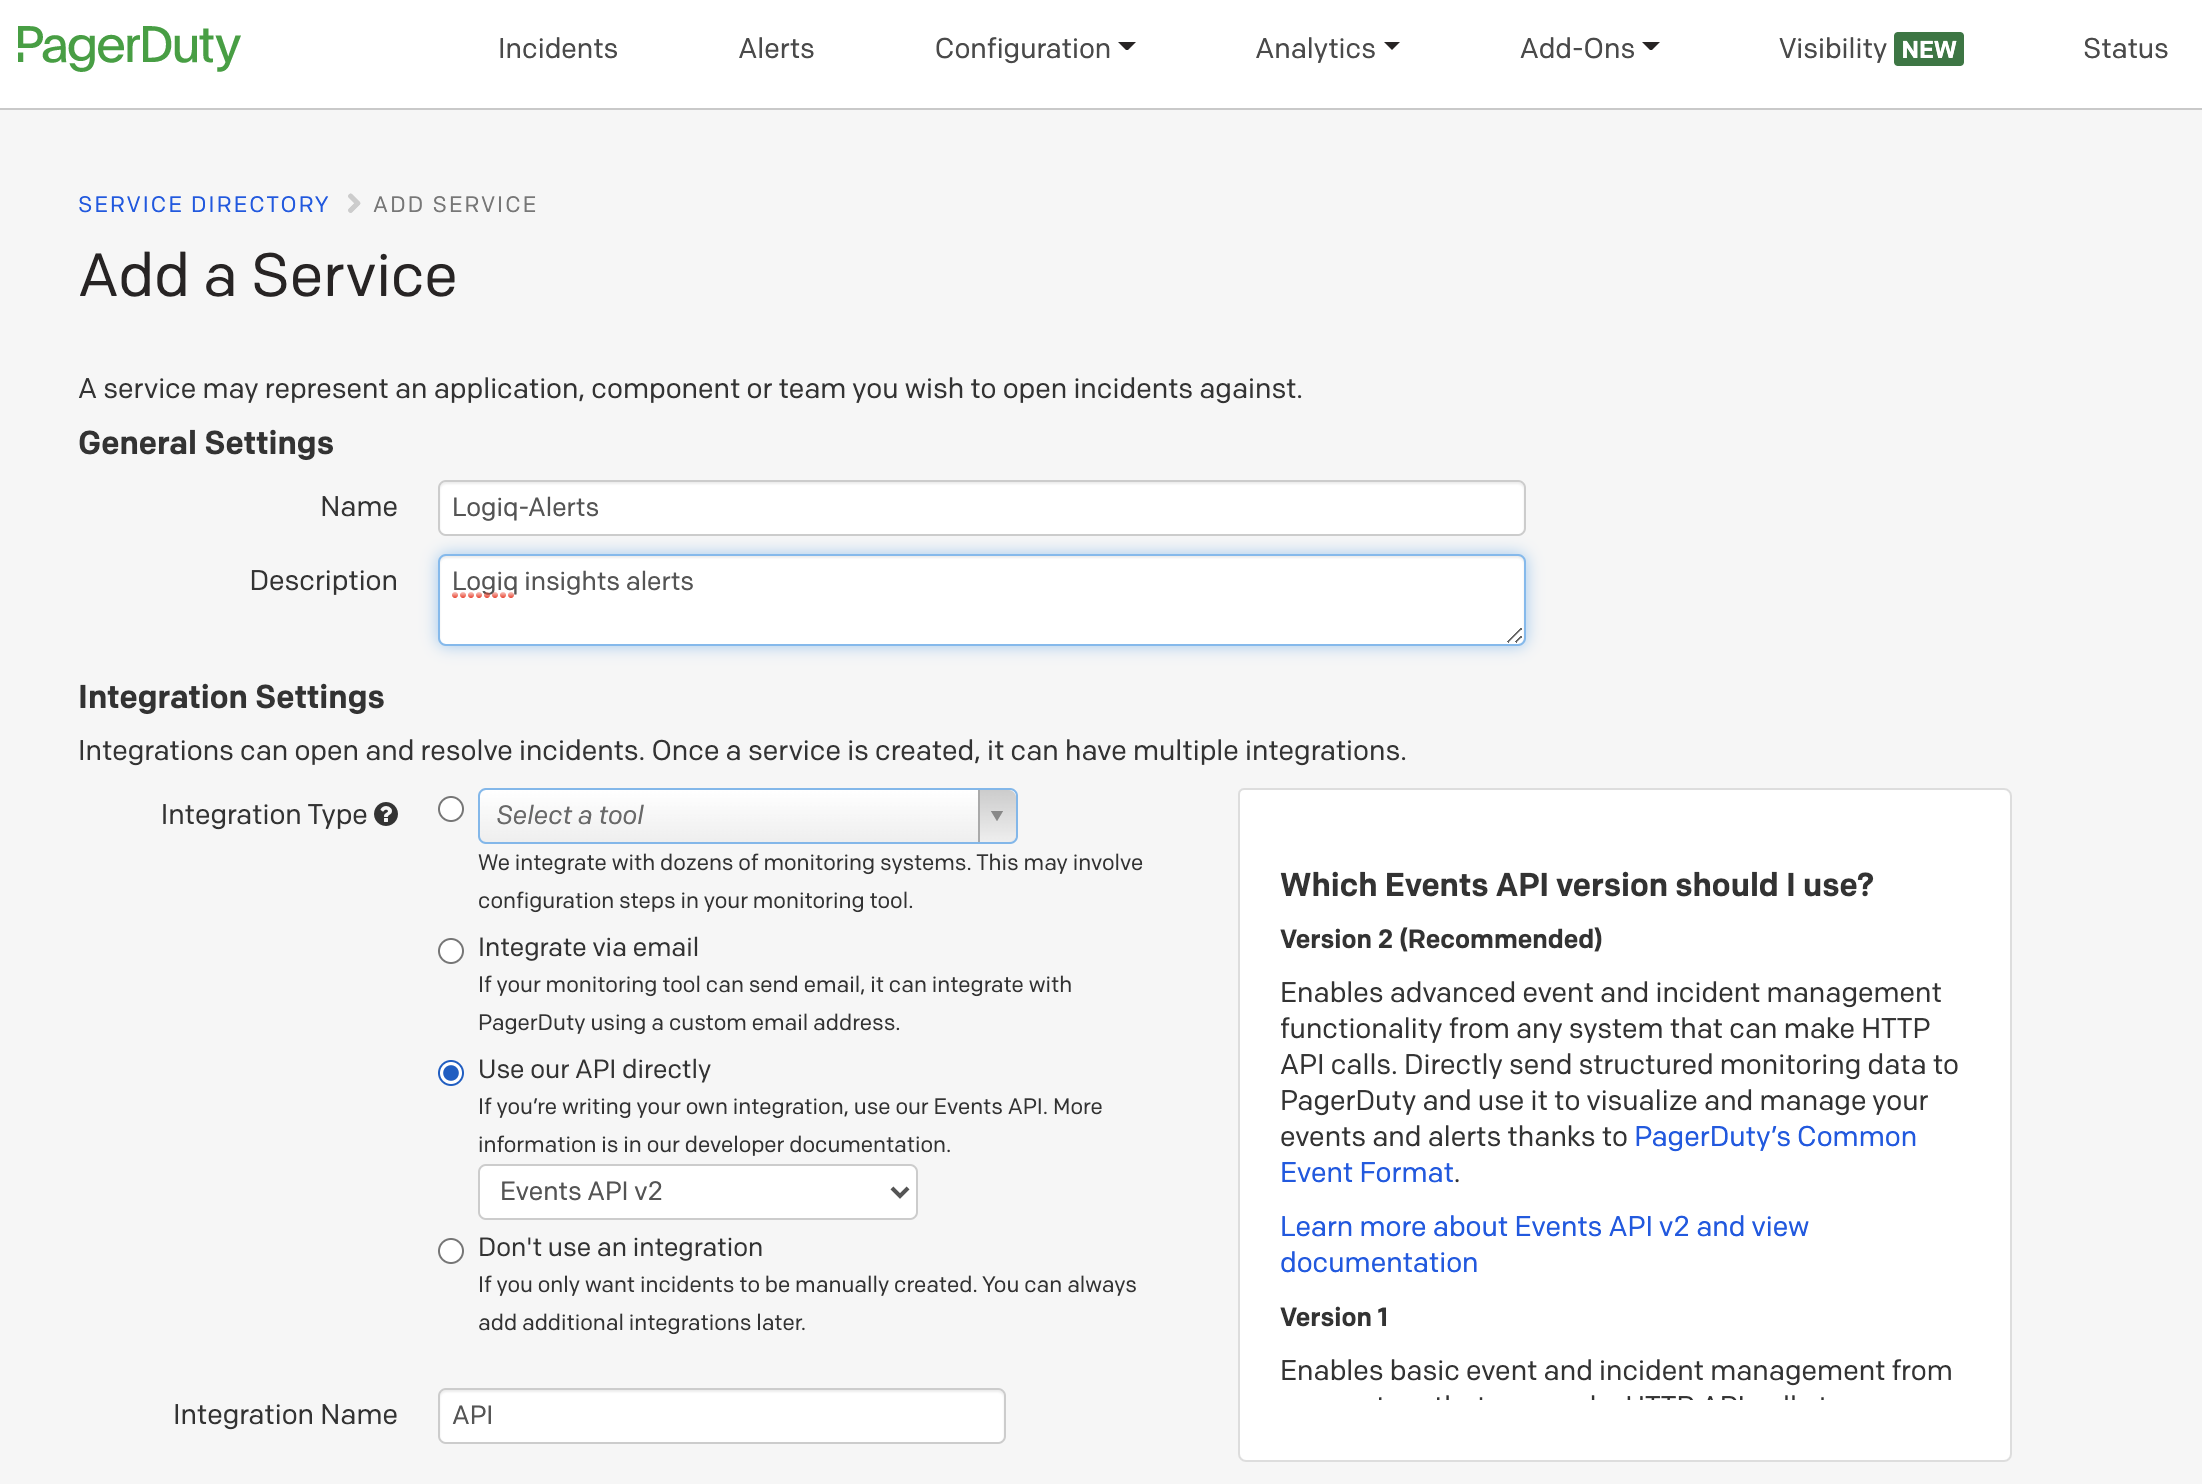 PagerDuty
Incidents Alerts Configuration Analytics Add-Ons Visibility NEW Status
SERVICE DIRECTORY ADD SERVICE
Add a Service
A service may represent an application, component or team you wish to open incidents against.
General Settings
Name Logiq-Alerts
Description Logiq insights alerts
Integration Settings
Integrations can open and resolve incidents. Once a service is created, it can have multiple integrations.
Integration Type ?
Select a tool
We integrate with dozens of monitoring systems. This may involve
configuration steps in your monitoring tool.
Integrate via email
If your monitoring tool can send email, it can integrate with
PagerDuty using a custom email address.
Use our API directly
If you’re writing your own integration, use our Events API. More
information is in our developer documentation.
Events API v2
Don't use an integration
If you only want incidents to be manually created. You can always
add additional integrations later.
Integration Name API
Which Events API version should I use?
Version 2 (Recommended)
Enables advanced event and incident management
functionality from any system that can make HTTP
API calls. Directly send structured monitoring data to
PagerDuty and use it to visualize and manage your
events and alerts thanks to PagerDuty’s Common
Event Format.
Learn more about Events API v2 and view
documentation
Version 1
Enables basic event and incident management from